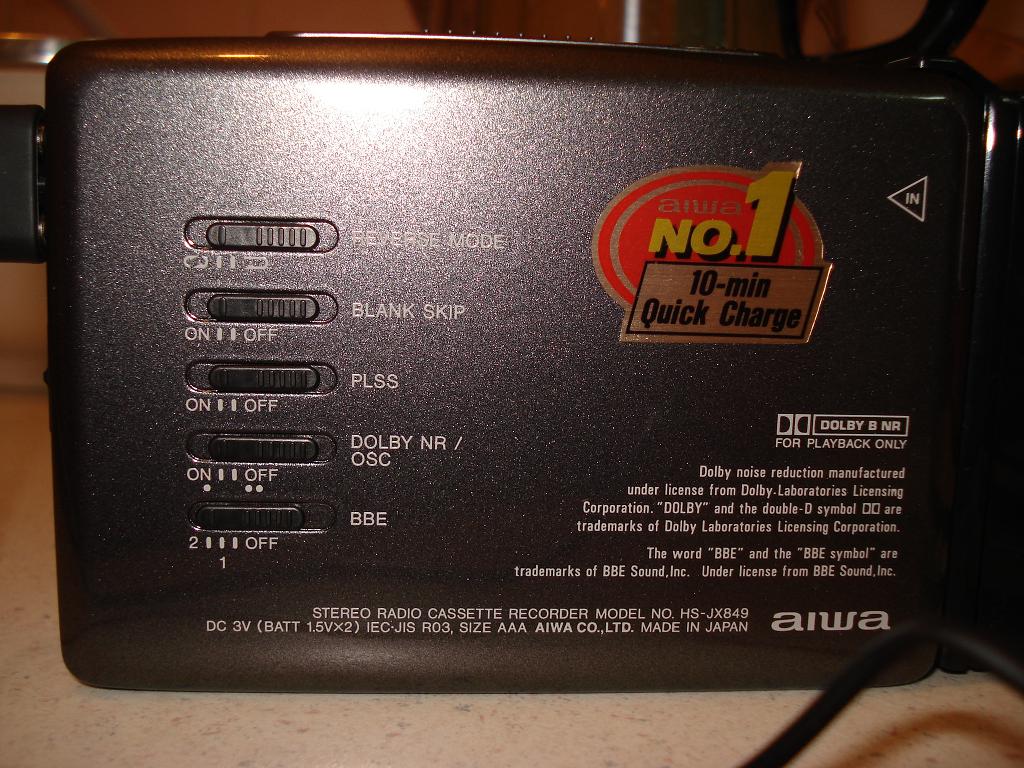 REVERSE MODE
BLANK SKIP
ON OFF
PLSS
ON OFF
DOLBY NR /
OSC
ON OFF
BBE
2 OFF
1
aiwa
NO.1
10-min
Quick Charge
IN
DOLBY B NR
FOR PLAYBACK ONLY
Dolby noise reduction manufactured
under license from Dolby-Laboratories Licensing
Corporation. "DOLBY" and the double-D symbol are
trademarks of Dolby Laboratories Licensing Corporation.
The word "BBE" and the "BBE symbol" are
trademarks of BBE Sound,Inc. Under license from BBE Sound,Inc.
STEREO RADIO CASSETTE RECORDER MODEL NO. HS-JX849
DC 3V (BATT 1.5V×2) IEC·JIS R03, SIZE AAA AIWA CO.,LTD. MADE IN JAPAN
aiwa